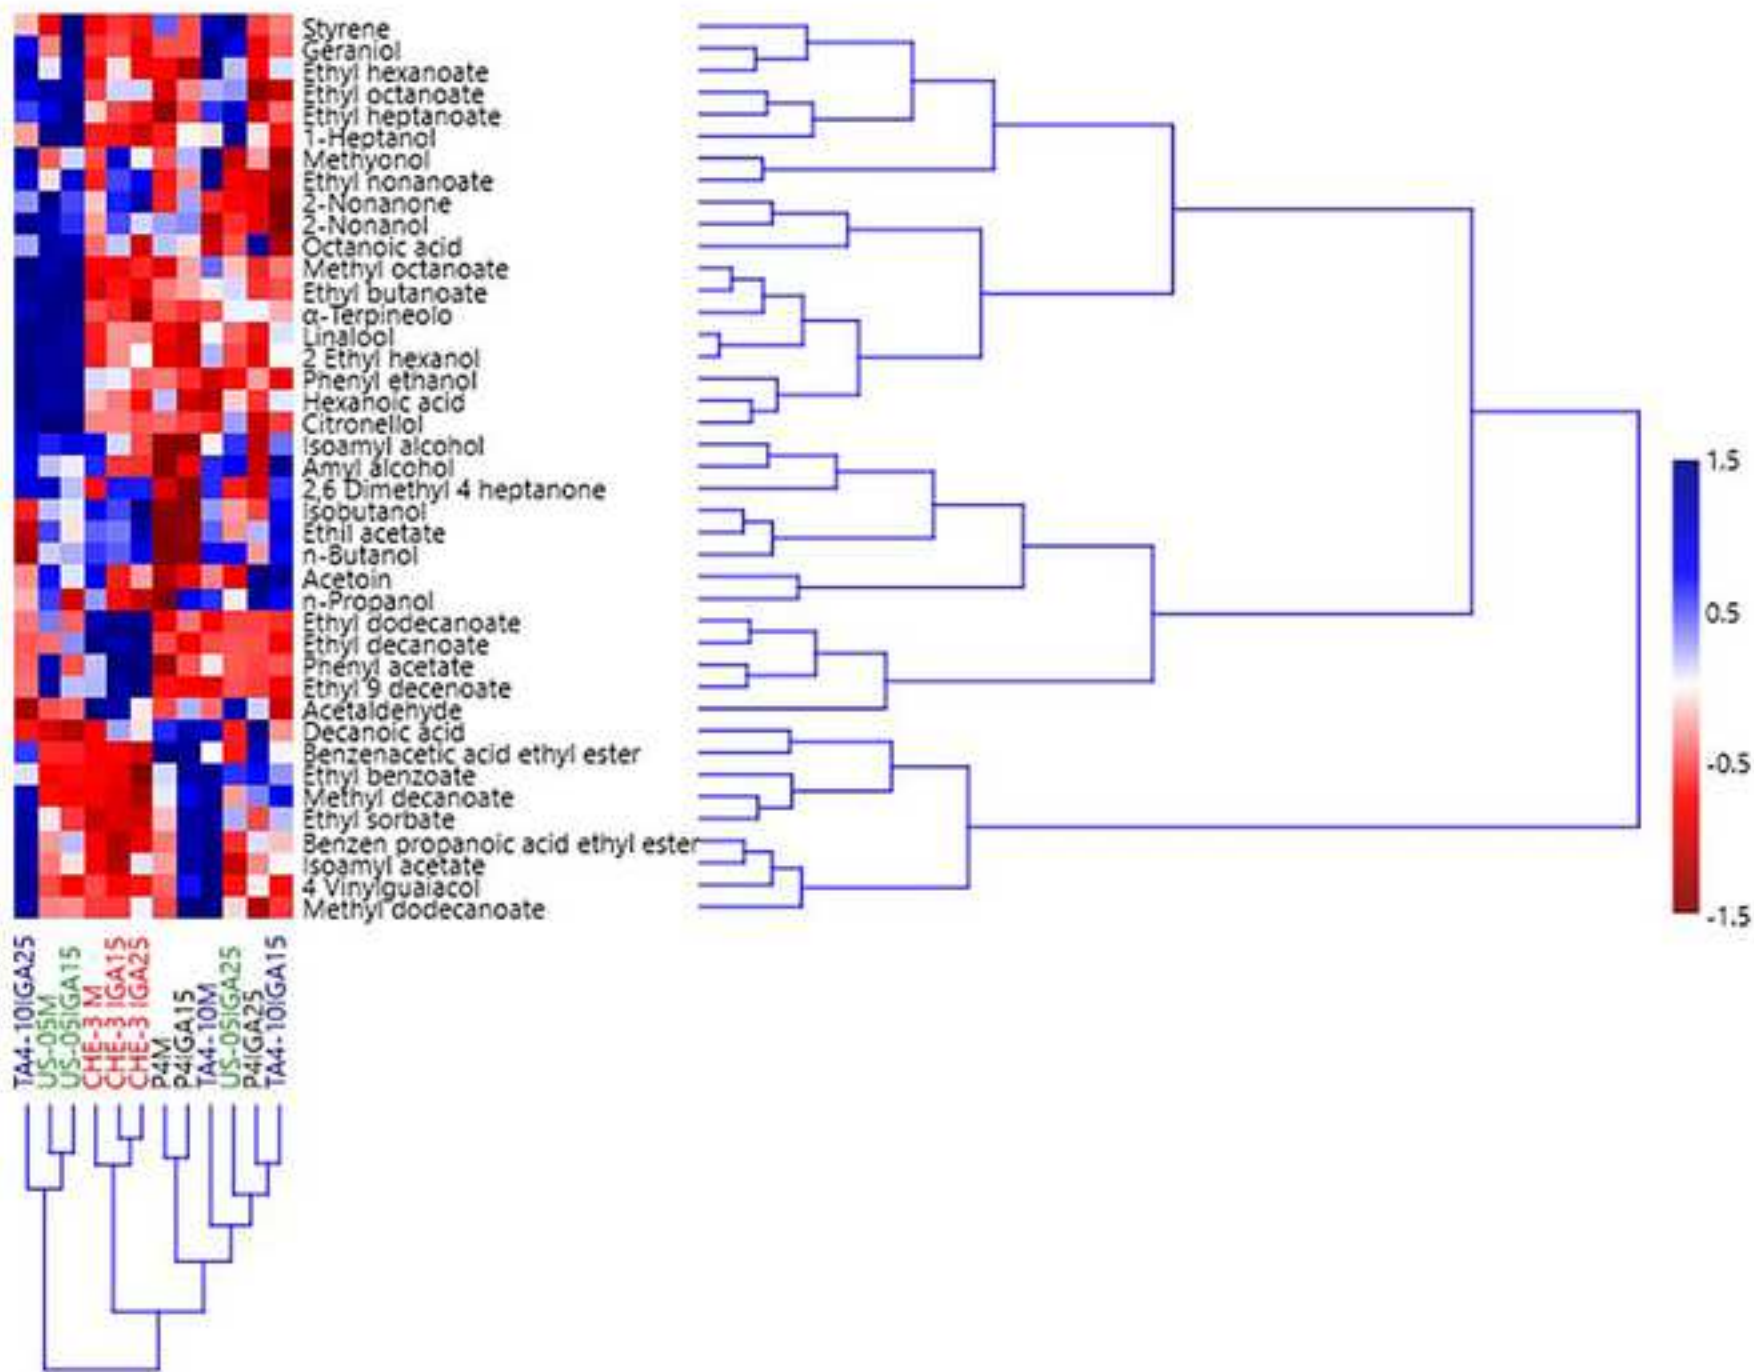 Styrene
Geraniol
Ethyl hexanoate
Ethyl octanoate
Ethyl heptanoate
1-Heptanol
Methyonol
Ethyl nonanoate
2-Nonanone
2-Nonanol
Octanoic acid
Methyl octanoate
Ethyl butanoate
α-Terpineolo
Linalool
2 Ethyl hexanol
Phenyl ethanol
Hexanoic acid
Citronellol
Isoamyl alcohol
Amyl alcohol
2,6 Dimethyl 4 heptanone
Isobutanol
Ethil acetate
n-Butanol
Acetoin
n-Propanol
Ethyl dodecanoate
Ethyl decanoate
Phenyl acetate
Ethyl 9 decenoate
Acetaldehyde
Decanoic acid
Benzenacetic acid ethyl ester
Ethyl benzoate
Methyl decanoate
Ethyl sorbate
Benzen propanoic acid ethyl ester
Isoamyl acetate
4 Vinylguaiacol
Methyl dodecanoate
1.5
0.5
-0.5
-1.5
TA4-10IGA25
US-05M
US-05IGA15
CHE-3 M
CHE-3 IGA15
CHE-3 IGA25
P4M
P4IGA15
TA4-10M
US-05IGA25
P4IGA25
TA4-10IGA15